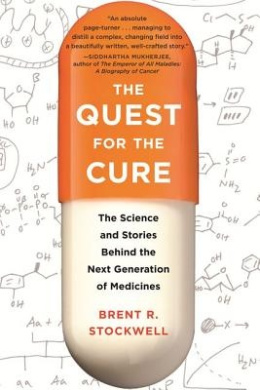 "An absolute
page-turner . . . managing to
distill a complex, changing field into
a beautifully written, well-crafted story."
—SIDDHARTHA MUKHERJEE,
author of The Emperor of All Maladies:
A Biography of Cancer
THE
QUEST
FOR THE
CURE
The Science
and Stories
Behind the
Next Generation
of Medicines
BRENT R.
STOCKWELL